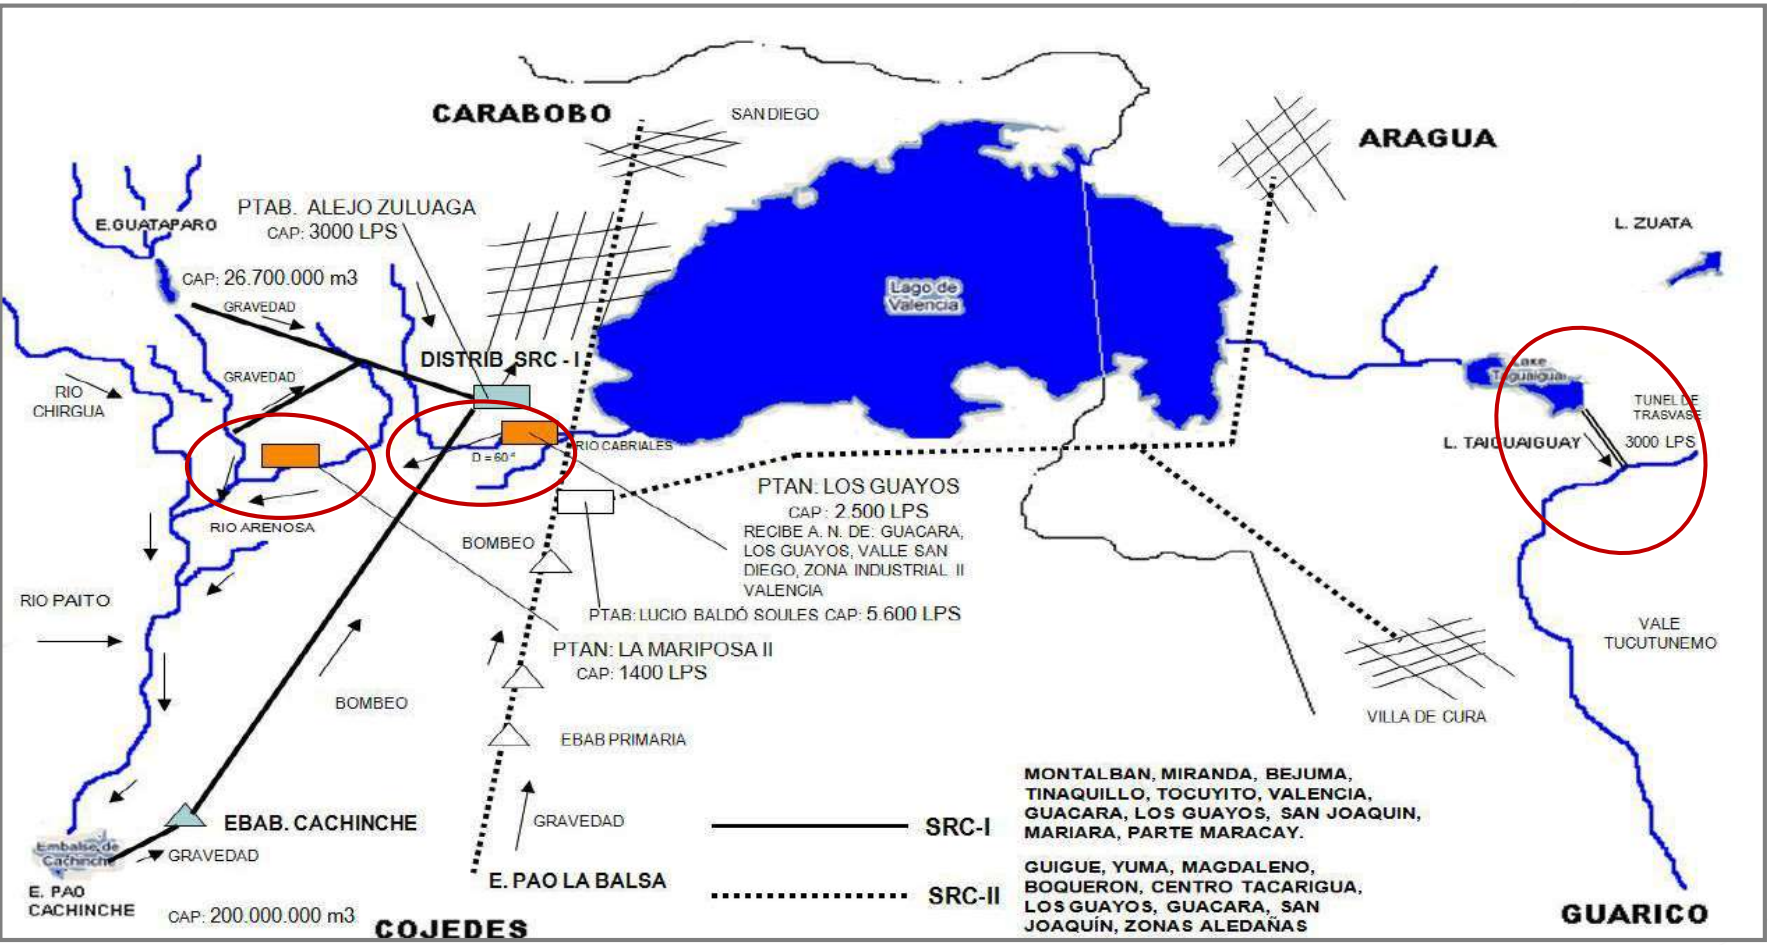 CARABOBO
SAN DIEGO
ARAGUA
E.GUATAPARO
PTAB. ALEJO ZULUAGA
CAP: 3000 LPS
L. ZUATA
CAP: 26.700.000 m3
GRAVEDAD
Lago de
Valencia
DISTRIB. SRC - I
GRAVEDAD
RIO
CHIRGUA
Lake
Taguaiguai
TUNEL DE
TRASVASE
3000 LPS
L. TAIGUAIGUAY
RIO CABRIALES
D = 60"
RIO ARENOSA
PTAN: LOS GUAYOS
CAP: 2.500 LPS
RECIBE A. N. DE: GUACARA,
LOS GUAYOS, VALLE SAN
DIEGO, ZONA INDUSTRIAL II
VALENCIA
BOMBEO
PTAB: LUCIO BALDÓ SOULES CAP: 5.600 LPS
RIO PAITO
PTAN: LA MARIPOSA II
CAP: 1400 LPS
VALE
TUCUTUNEMO
BOMBEO
VILLA DE CURA
EBAB PRIMARIA
EBAB. CACHINCHE
GRAVEDAD
SRC-I
MONTALBAN, MIRANDA, BEJUMA,
TINAQUILLO, TOCUYITO, VALENCIA,
GUACARA, LOS GUAYOS, SAN JOAQUIN,
MARIARA, PARTE MARACAY.
Embalse de
Cachinche
GRAVEDAD
E. PAO LA BALSA
SRC-II
GUIGUE, YUMA, MAGDALENO,
BOQUERON, CENTRO TACARIGUA,
LOS GUAYOS, GUACARA, SAN
JOAQUÍN, ZONAS ALEDAÑAS
E. PAO
CACHINCHE
CAP: 200.000.000 m3
COJEDES
GUARICO